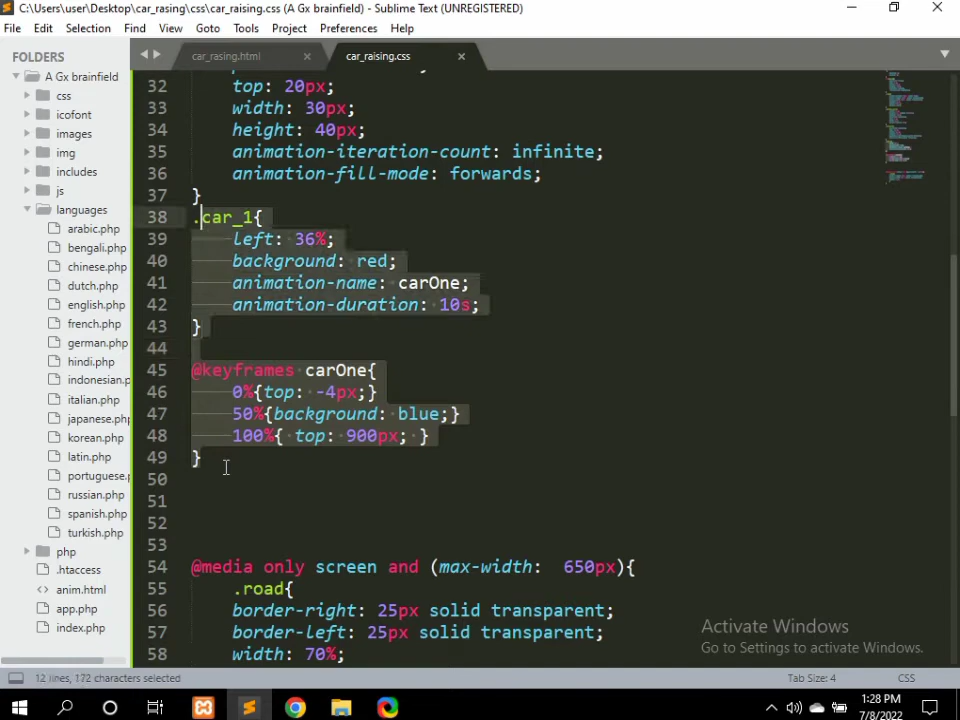 C:\Users\user\Desktop\car_rasing\css\car_raising.css (A Gx brainfield) - Sublime Text (UNREGISTERED)
File Edit Selection Find View Goto Tools Project Preferences Help
FOLDERS
A Gx brainfield
css
icofont
images
img
includes
js
languages
arabic.php
bengali.php
chinese.php
dutch.php
english.php
french.php
german.php
hindi.php
indonesian.p
italian.php
japanese.php
korean.php
latin.php
portuguese.
russian.php
spanish.php
turkish.php
php
.htaccess
anim.html
app.php
index.php
car_rasing.html
car_raising.css
32 top: 20px;
33 width: 30px;
34 height: 40px;
35 animation-iteration-count: infinite;
36 animation-fill-mode: forwards;
37 }
38 .car_1{
39 left: 36%;
40 background: red;
41 animation-name: carOne;
42 animation-duration: 10s;
43 }
44
45 @keyframes carOne{
46 0%{top: -4px;}
47 50%{background: blue;}
48 100%{ top: 900px; }
49 }
50
51
52
53
54 @media only screen and (max-width: 650px){
55 .road{
56 border-right: 25px solid transparent;
57 border-left: 25px solid transparent;
58 width: 70%;
Activate Windows
Go to Settings to activate Windows.
12 lines, 172 characters selected
Tab Size: 4
CSS
1:28 PM
7/8/2022